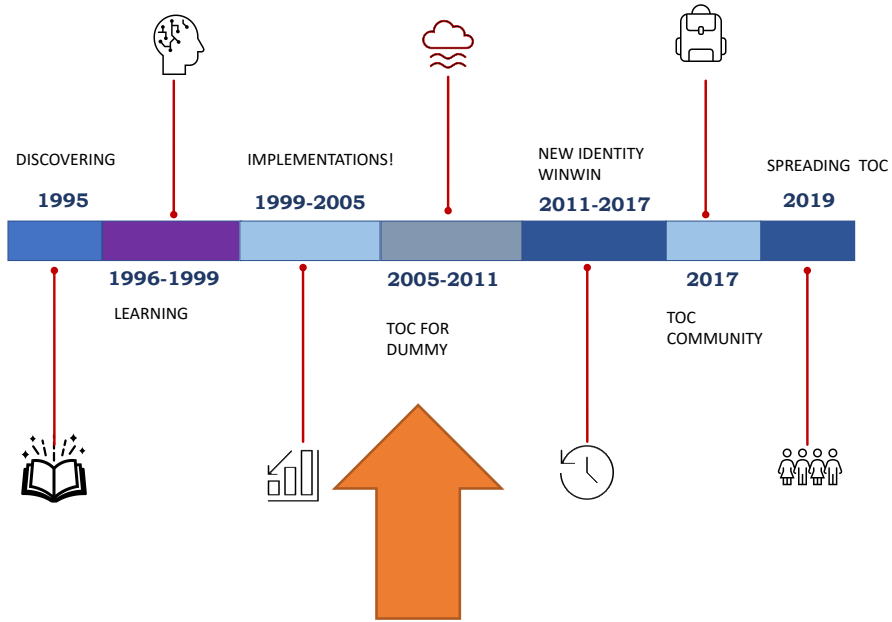 DISCOVERING
1995
1996-1999
LEARNING
IMPLEMENTATIONS!
1999-2005
2005-2011
TOC FOR
DUMMY
NEW IDENTITY
WINWIN
2011-2017
2017
TOC
COMMUNITY
SPREADING TOC
2019